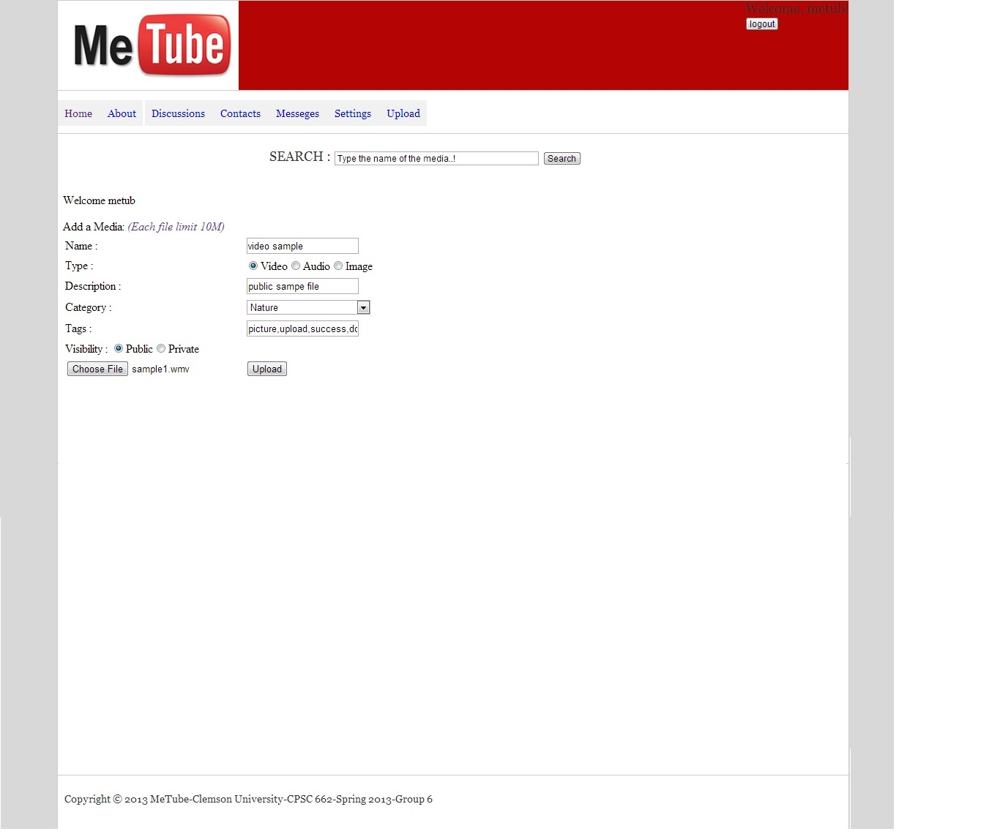 MeTube
Welcome, metub!
logout
Home About Discussions Contacts Messeges Settings Upload
SEARCH : Type the name of the media..! Search
Welcome metub
Add a Media: (Each file limit 10M)
Name : video sample
Type : Video Audio Image
Description : public sampe file
Category : Nature
Tags : picture,upload,success,dc
Visibility : Public Private
Choose File sample1.wmv Upload
Copyright © 2013 MeTube-Clemson University-CPSC 662-Spring 2013-Group 6